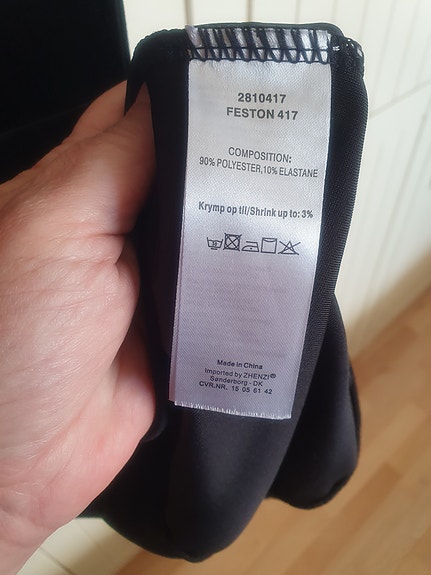 2810417
FESTON 417
COMPOSITION:
90% POLYESTER,10% ELASTANE
Krymp op til/Shrink up to: 3%
Made in China
Imported by ZHENZI®
Sønderborg - DK
CVR.NR. 16 05 61 42